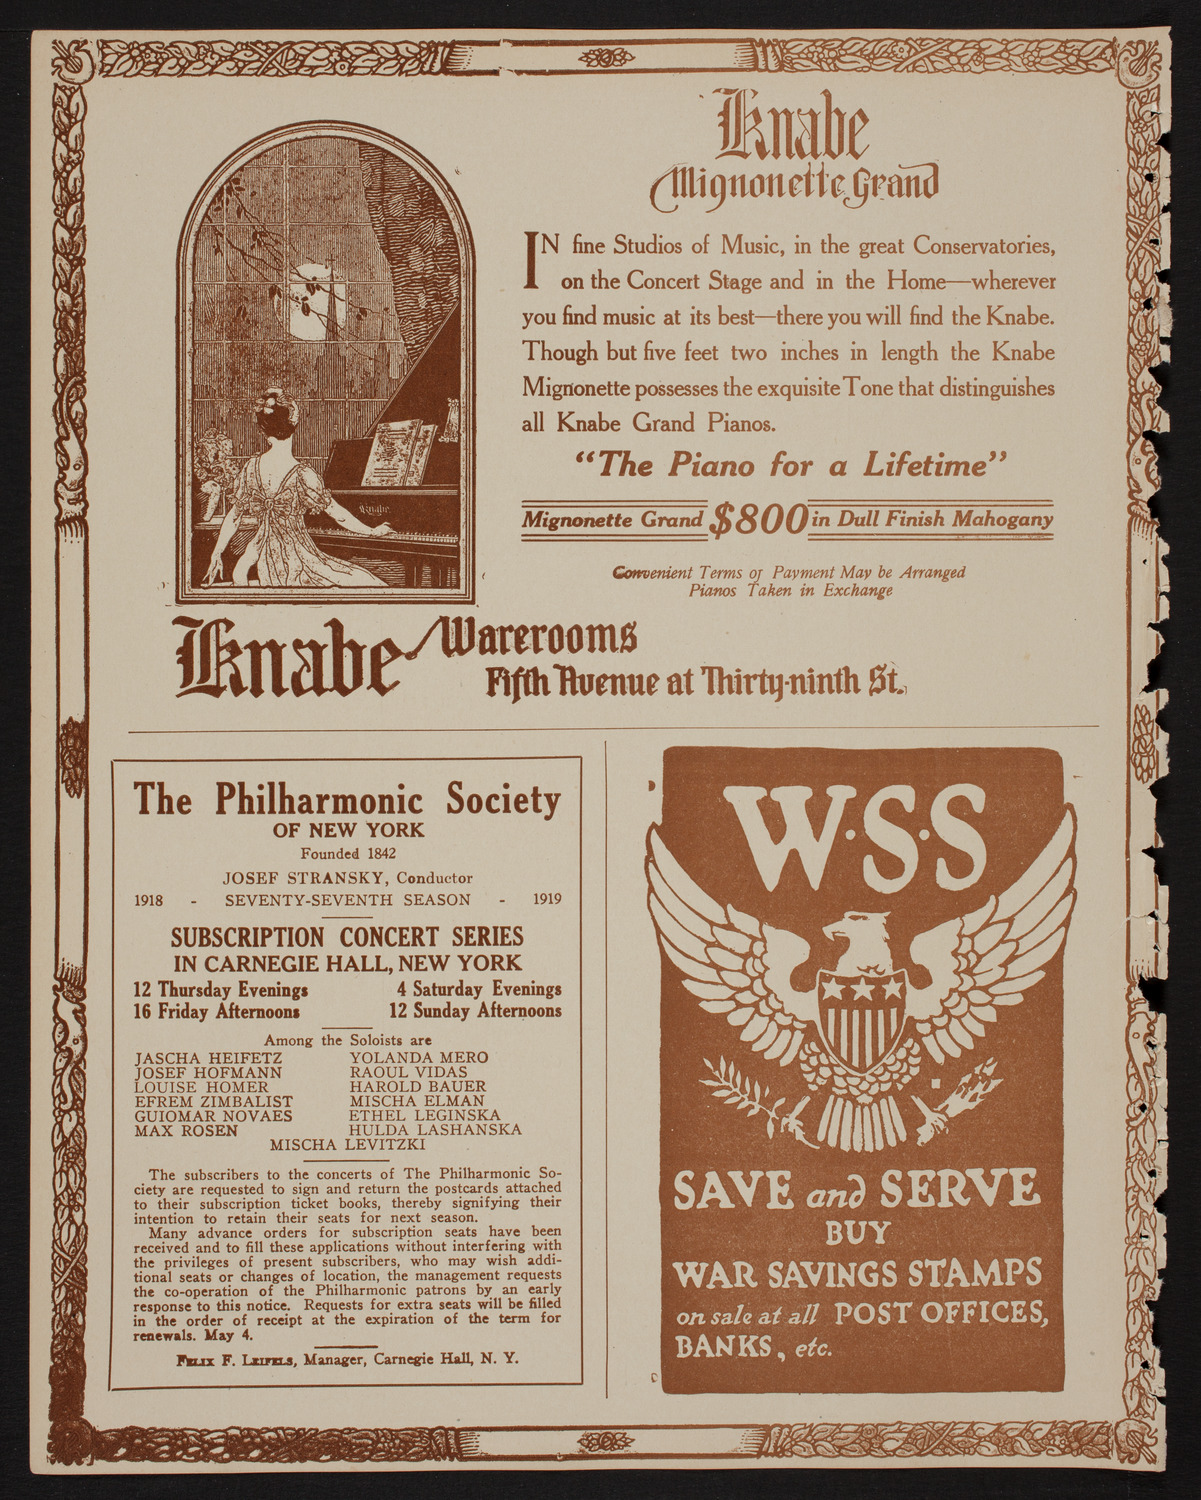 Knabe
Mignonette Grand
IN fine Studios of Music, in the great Conservatories,
on the Concert Stage and in the Home—wherever
you find music at its best—there you will find the Knabe.
Though but five feet two inches in length the Knabe
Mignonette possesses the exquisite Tone that distinguishes
all Knabe Grand Pianos.
"The Piano for a Lifetime"
Mignonette Grand $800 in Dull Finish Mahogany
Convenient Terms of Payment May be Arranged
Pianos Taken in Exchange
Knabe
Knabe Warerooms
Fifth Avenue at Thirty-ninth St.
The Philharmonic Society
OF NEW YORK
Founded 1842
JOSEF STRANSKY, Conductor
1918 - SEVENTY-SEVENTH SEASON - 1919
SUBSCRIPTION CONCERT SERIES
IN CARNEGIE HALL, NEW YORK
12 Thursday Evenings 4 Saturday Evenings
16 Friday Afternoons 12 Sunday Afternoons
Among the Soloists are
JASCHA HEIFETZ YOLANDA MERO
JOSEF HOFMANN RAOUL VIDAS
LOUISE HOMER HAROLD BAUER
EFREM ZIMBALIST MISCHA ELMAN
GUIOMAR NOVAES ETHEL LEGINSKA
MAX ROSEN HULDA LASHANSKA
MISCHA LEVITZKI
The subscribers to the concerts of The Philharmonic So-
ciety are requested to sign and return the postcards attached
to their subscription ticket books, thereby signifying their
intention to retain their seats for next season.
Many advance orders for subscription seats have been
received and to fill these applications without interfering with
the privileges of present subscribers, who may wish addi-
tional seats or changes of location, the management requests
the co-operation of the Philharmonic patrons by an early
response to this notice. Requests for extra seats will be filled
in the order of receipt at the expiration of the term for
renewals. May 4.
FELIX F. LEIFELS, Manager, Carnegie Hall, N. Y.
W·S·S
SAVE and SERVE
BUY
WAR SAVINGS STAMPS
on sale at all POST OFFICES,
BANKS, etc.